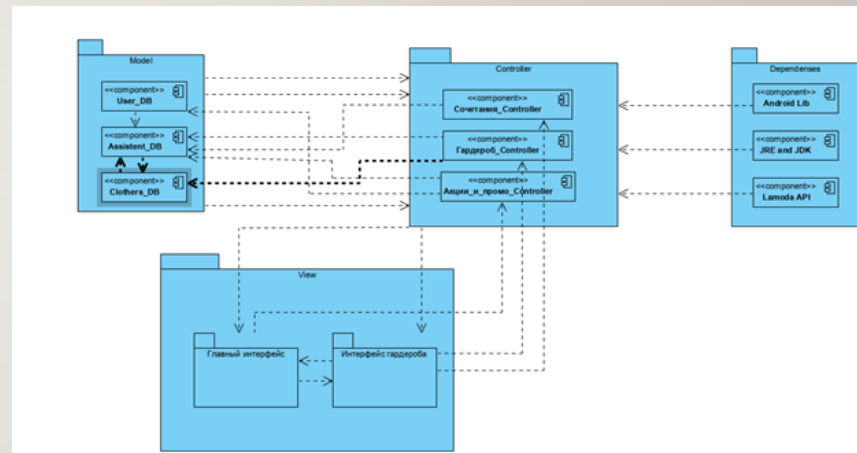 Model
<<component>>
User_DB
<<component>>
Assistent_DB
<<component>>
Clothers_DB
Controller
<<component>>
Сочетания_Controller
<<component>>
Гардероб_Controller
<<component>>
Акции_и_промо_Controller
Dependenses
<<component>>
Android Lib
<<component>>
JRE and JDK
<<component>>
Lamoda API
View
Главный интерфейс
Интерфейс гардероба